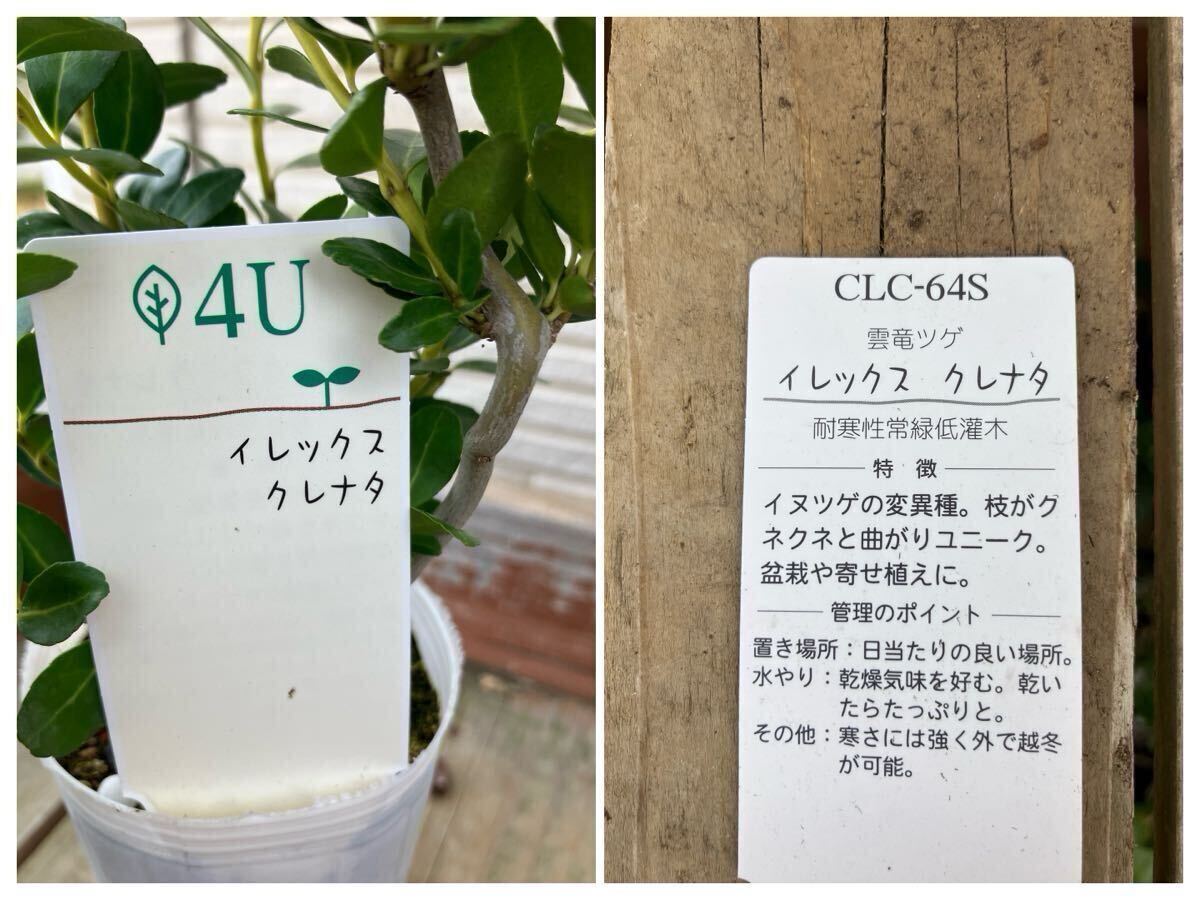 4U
イレックス
クレナタ
CLC-64S
雲竜ツゲ
イレックス クレナタ
耐寒性常緑低灌木
特 徴
イヌツゲの変異種。枝がグ
ネクネと曲がりユニーク。
盆栽や寄せ植えに。
管理のポイント
置き場所：日当たりの良い場所。
水やり：乾燥気味を好む。乾い
たらたっぷりと。
その他：寒さには強く外で越冬
が可能。